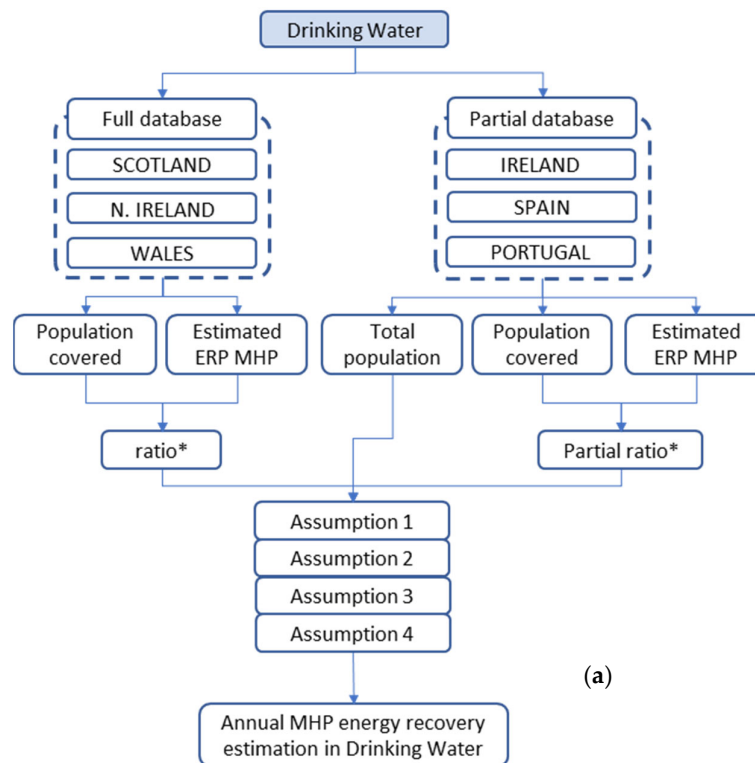 Drinking Water
Full database
Partial database
SCOTLAND
IRELAND
N. IRELAND
SPAIN
WALES
PORTUGAL
Population
covered
Estimated
ERP MHP
Total
population
Population
covered
Estimated
ERP MHP
ratio*
Partial ratio*
Assumption 1
Assumption 2
Assumption 3
Assumption 4
(a)
Annual MHP energy recovery
estimation in Drinking Water